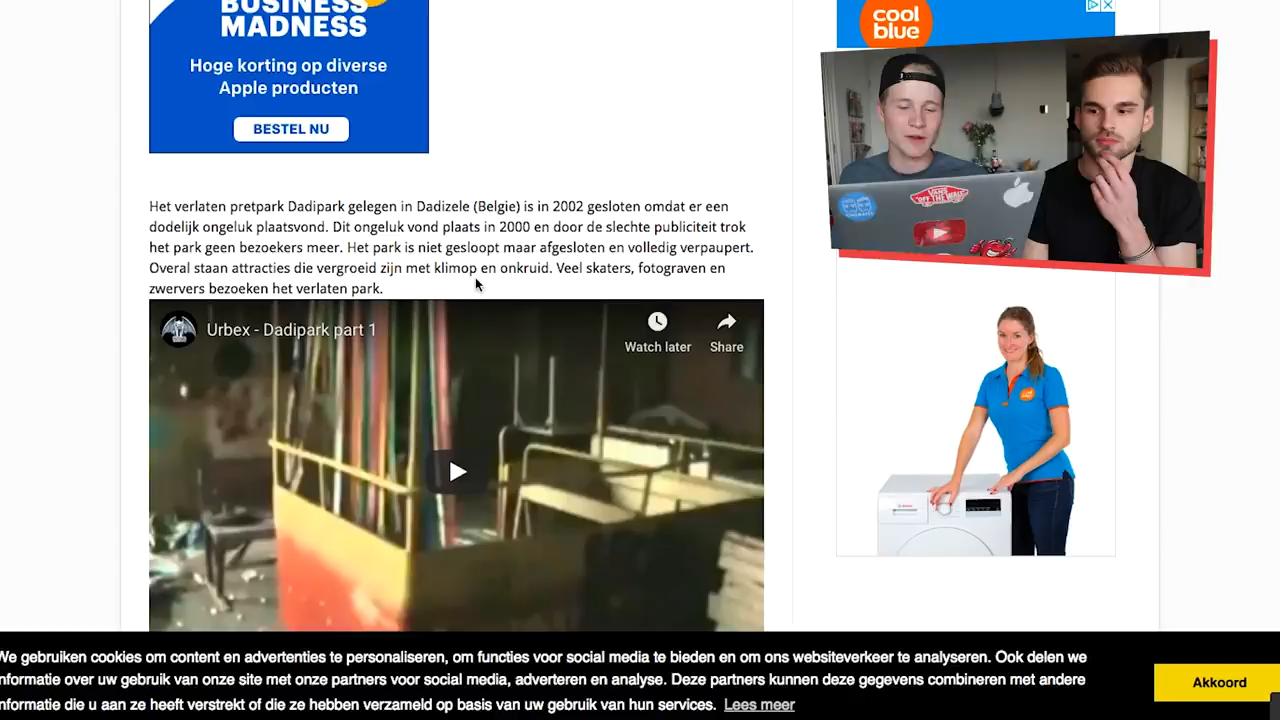 BUSINESS
MADNESS
Hoge korting op diverse
Apple producten
BESTEL NU
cool
blue
VANS
"OFF THE WALL"
Het verlaten pretpark Dadipark gelegen in Dadizele (Belgie) is in 2002 gesloten omdat er een
dodelijk ongeluk plaatsvond. Dit ongeluk vond plaats in 2000 en door de slechte publiciteit trok
het park geen bezoekers meer. Het park is niet gesloopt maar afgesloten en volledig verpaupert.
Overal staan attracties die vergroeid zijn met klimop en onkruid. Veel skaters, fotograven en
zwervers bezoeken het verlaten park.
Urbex - Dadipark part 1
Watch later
Share
We gebruiken cookies om content en advertenties te personaliseren, om functies voor social media te bieden en om ons websiteverkeer te analyseren. Ook delen we
nformatie over uw gebruik van onze site met onze partners voor social media, adverteren en analyse. Deze partners kunnen deze gegevens combineren met andere
nformatie die u aan ze heeft verstrekt of die ze hebben verzameld op basis van uw gebruik van hun services. Lees meer
Akkoord